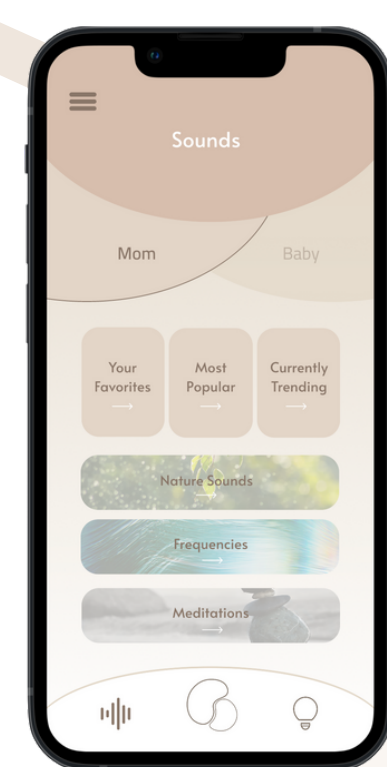 Sounds
Mom
Baby
Your
Favorites
Most
Popular
Currently
Trending
Nature Sounds
Frequencies
Meditations